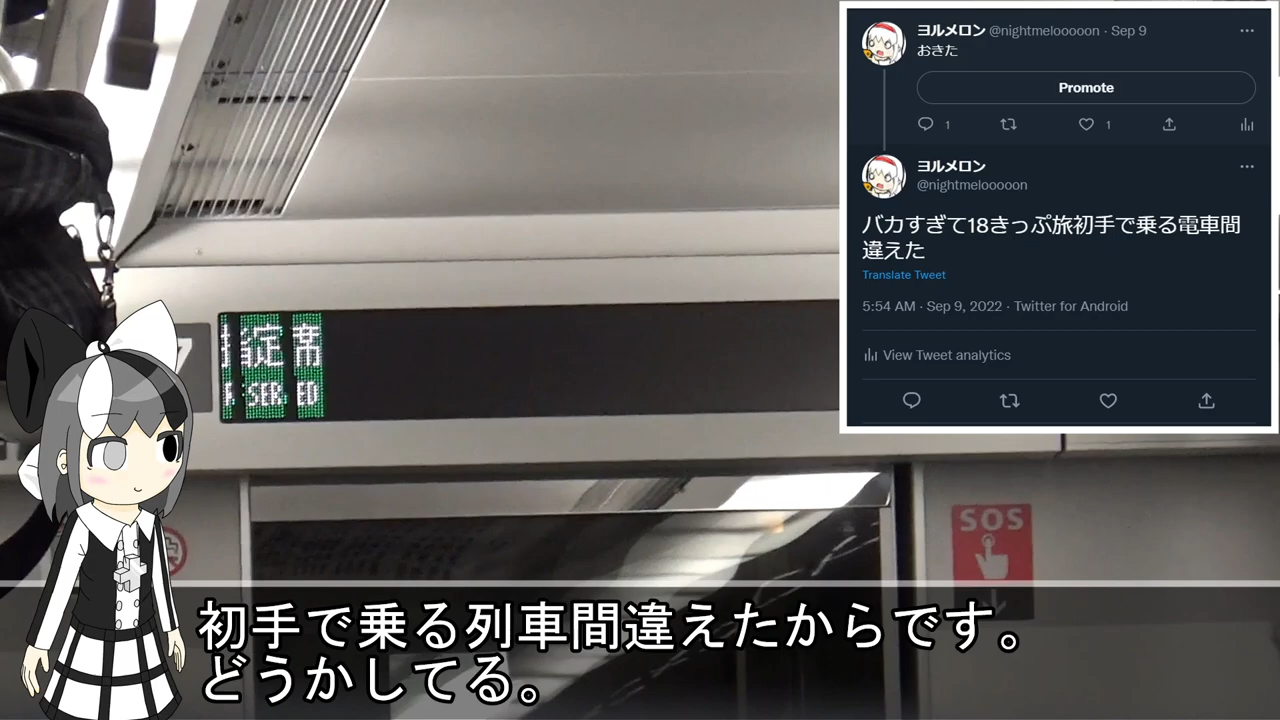 ヨルメロン @nightmelooooon · Sep 9
おきた
Promote
1
1
ヨルメロン
@nightmelooooon
バカすぎて18きっぷ旅初手で乗る電車間
違えた
Translate Tweet
5:54 AM · Sep 9, 2022 · Twitter for Android
View Tweet analytics
7
席
SER ED
SOS
初手で乗る列車間違えたからです。
どうかしてる。